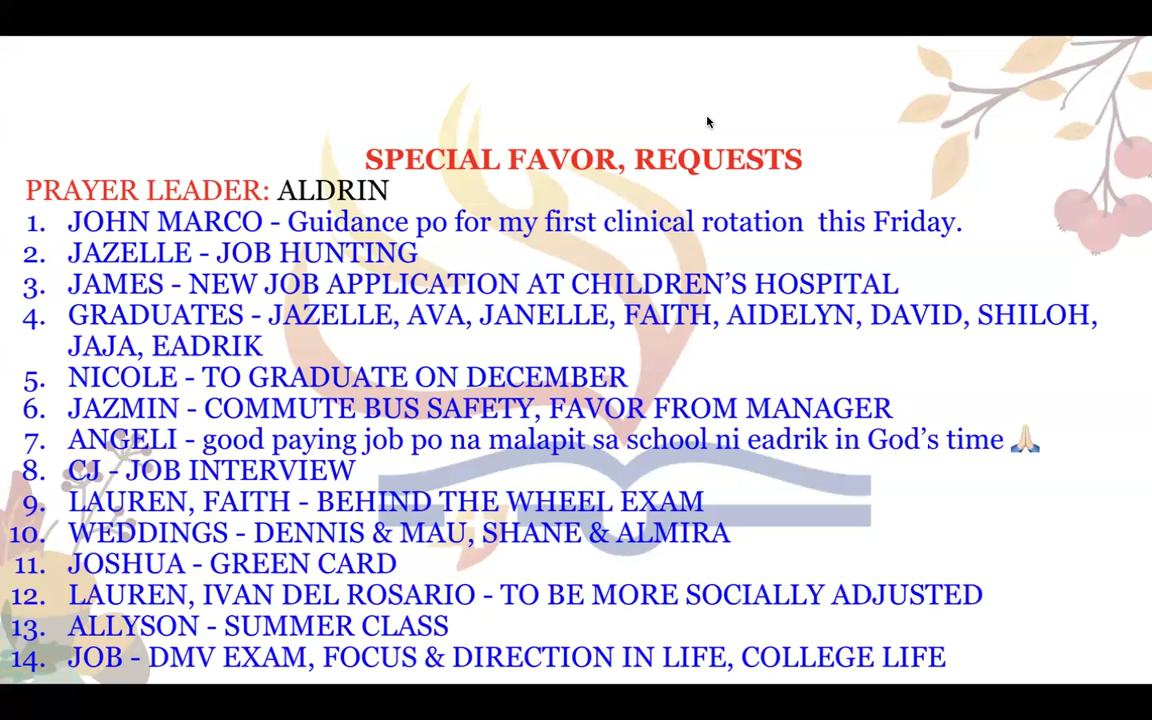 SPECIAL FAVOR, REQUESTS
PRAYER LEADER: ALDRIN
1. JOHN MARCO - Guidance po for my first clinical rotation this Friday.
2. JAZELLE - JOB HUNTING
3. JAMES - NEW JOB APPLICATION AT CHILDREN'S HOSPITAL
4. GRADUATES - JAZELLE, AVA, JANELLE, FAITH, AIDELYN, DAVID, SHILOH,
JAJA, EADRIK
5. NICOLE - TO GRADUATE ON DECEMBER
6. JAZMIN - COMMUTE BUS SAFETY, FAVOR FROM MANAGER
7. ANGELI - good paying job po na malapit sa school ni eadrik in God's time 🙏🏻
8. CJ - JOB INTERVIEW
9. LAUREN, FAITH - BEHIND THE WHEEL EXAM
10. WEDDINGS - DENNIS & MAU, SHANE & ALMIRA
11. JOSHUA - GREEN CARD
12. LAUREN, IVAN DEL ROSARIO - TO BE MORE SOCIALLY ADJUSTED
13. ALLYSON - SUMMER CLASS
14. JOB - DMV EXAM, FOCUS & DIRECTION IN LIFE, COLLEGE LIFE